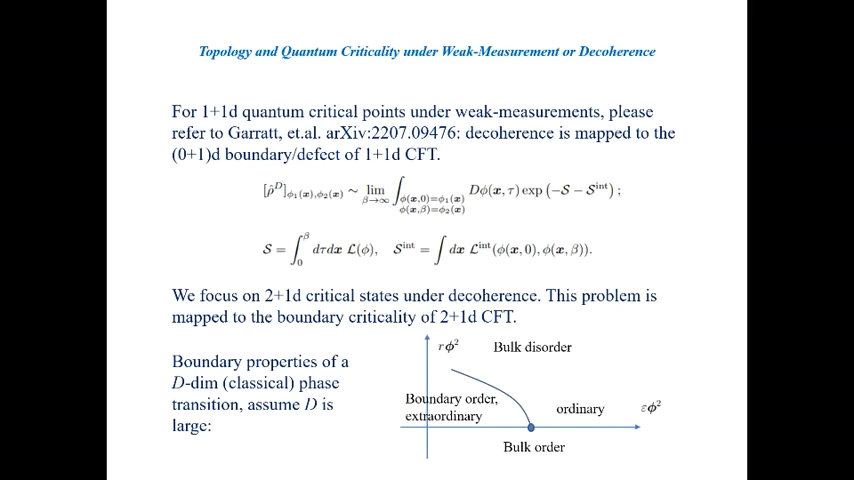 Topology and Quantum Criticality under Weak-Measurement or Decoherence
For 1+1d quantum critical points under weak-measurements, please
refer to Garratt, et.al. arXiv:2207.09476: decoherence is mapped to the
(0+1)d boundary/defect of 1+1d CFT.
[ρ̂^D]_{ϕ₁(x),ϕ₂(x)} ~ lim_{β→∞} ∫_{ϕ(x,0)=ϕ₁(x) ϕ(x,β)=ϕ₂(x)} Dϕ(x,τ) exp (−S − S^int) ;
S = ∫₀^β dτdx L(ϕ), S^int = ∫ dx L^int(ϕ(x,0), ϕ(x,β)).
We focus on 2+1d critical states under decoherence. This problem is
mapped to the boundary criticality of 2+1d CFT.
Boundary properties of a
D-dim (classical) phase
transition, assume D is
large:
rϕ²
Bulk disorder
Boundary order,
extraordinary
ordinary
εϕ²
Bulk order